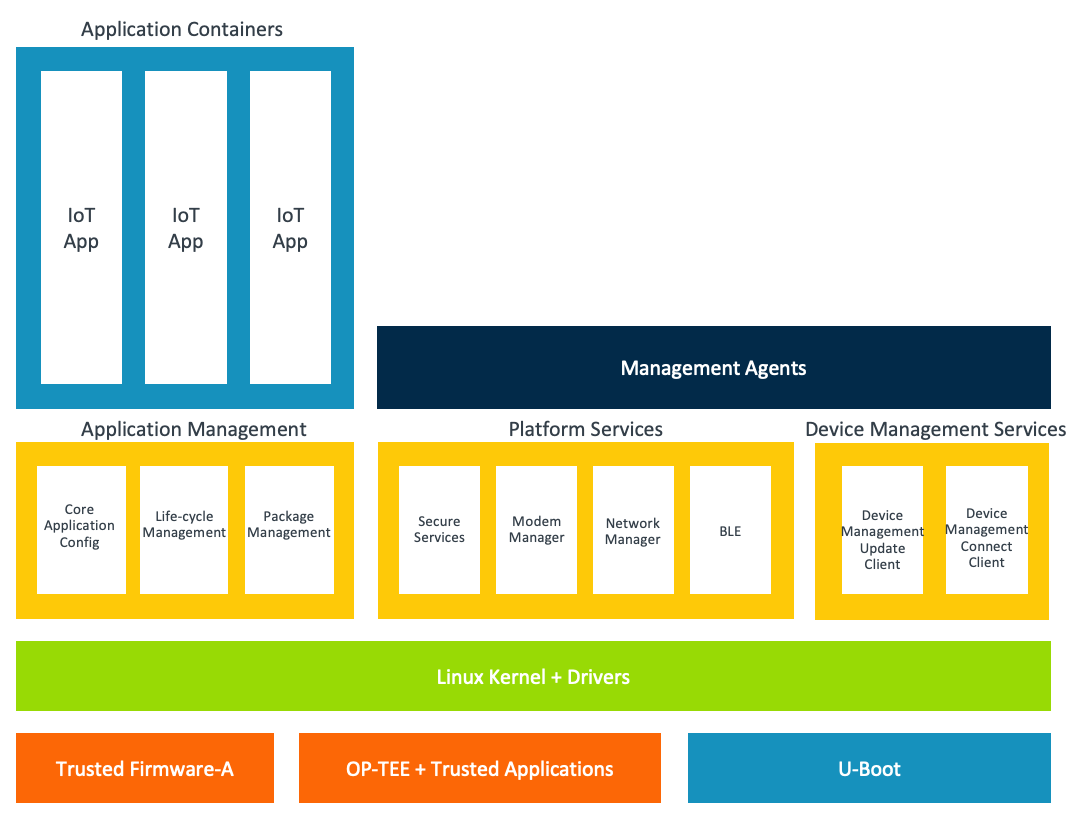 Application Containers
IoT
App
IoT
App
IoT
App
Management Agents
Application Management
Platform Services
Device Management Services
Core
Application
Config
Life-cycle
Management
Package
Management
Secure
Services
Modem
Manager
Network
Manager
BLE
Device
Management
Update
Client
Device
Management
Connect
Client
Linux Kernel + Drivers
Trusted Firmware-A
OP-TEE + Trusted Applications
U-Boot